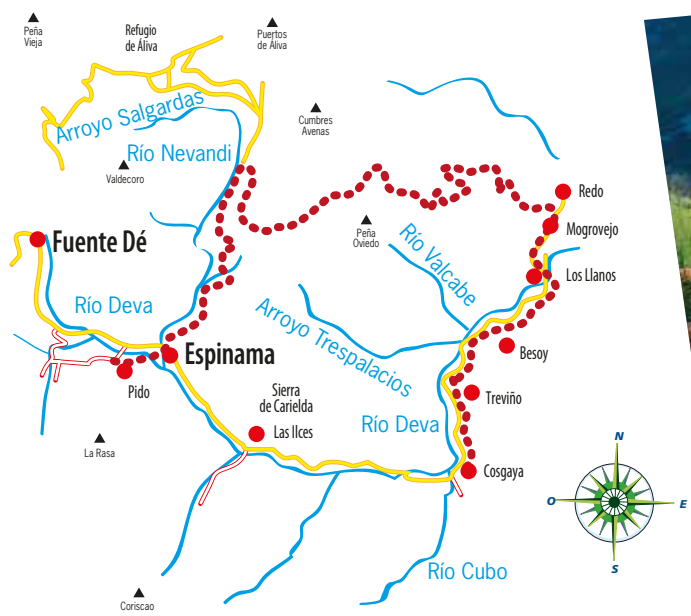 Peña
Vieja
Refugio
de Áliva
Puertos
de Áliva
Arroyo Salgardas
Cumbres
Avenas
Río Nevandi
Valdecoro
Redo
Peña
Oviedo
Mogrovejo
Fuente Dé
Río Valcabe
Los Llanos
Río Deva
Arroyo Trespalacios
Espinama
Besoy
Pido
Sierra
de Carielda
Treviño
Río Deva
Las Ilces
La Rasa
Cosgaya
N
O
E
S
Río Cubo
Coriscao